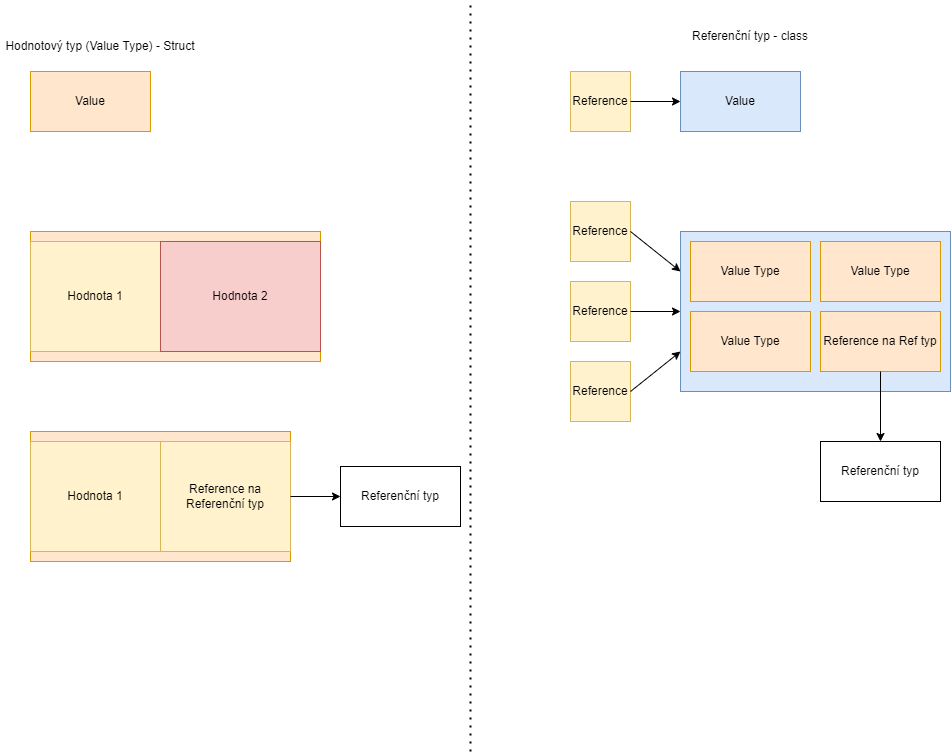 Hodnotový typ (Value Type) - Struct
Value
Hodnota 1
Hodnota 2
Hodnota 1
Reference na
Referenční typ
Referenční typ
Referenční typ - class
Reference
Value
Reference
Reference
Reference
Value Type
Value Type
Value Type
Reference na Ref typ
Referenční typ